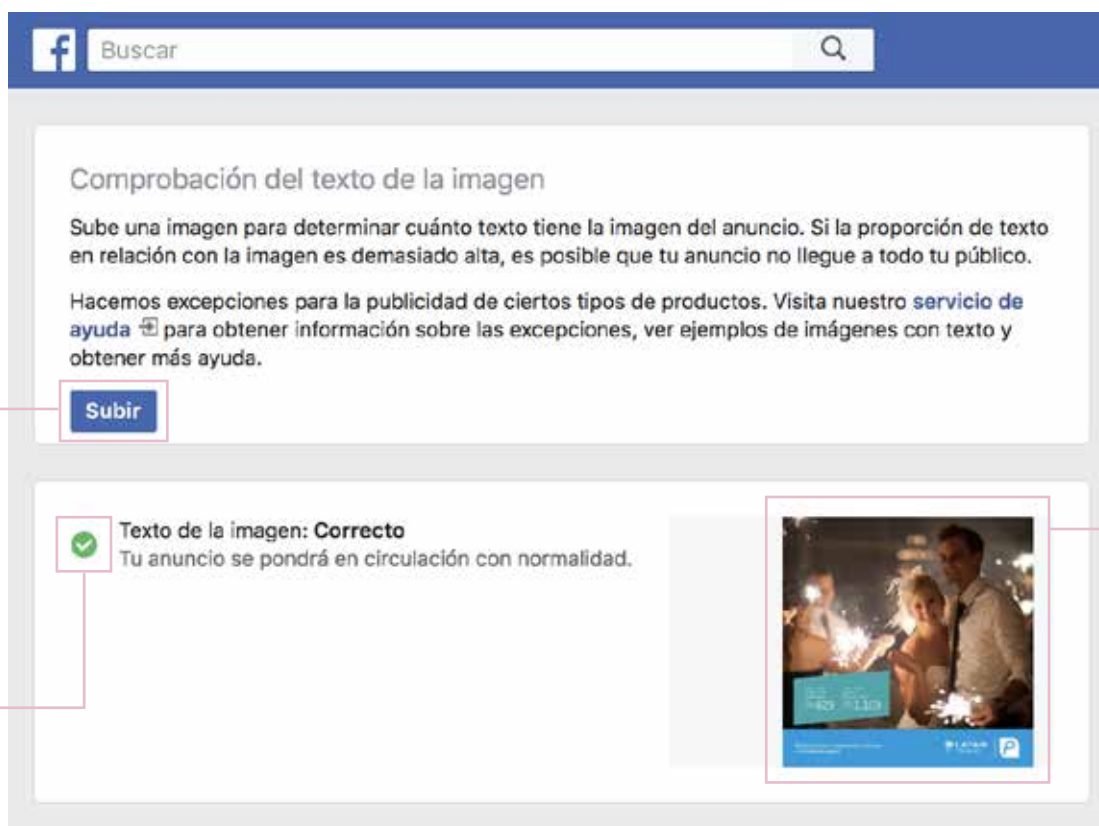 f
Buscar
Comprobación del texto de la imagen
Sube una imagen para determinar cuánto texto tiene la imagen del anuncio. Si la proporción de texto
en relación con la imagen es demasiado alta, es posible que tu anuncio no llegue a todo tu público.
Hacemos excepciones para la publicidad de ciertos tipos de productos. Visita nuestro servicio de
ayuda para obtener información sobre las excepciones, ver ejemplos de imágenes con texto y
obtener más ayuda.
Subir
Texto de la imagen: Correcto
Tu anuncio se pondrá en circulación con normalidad.
P